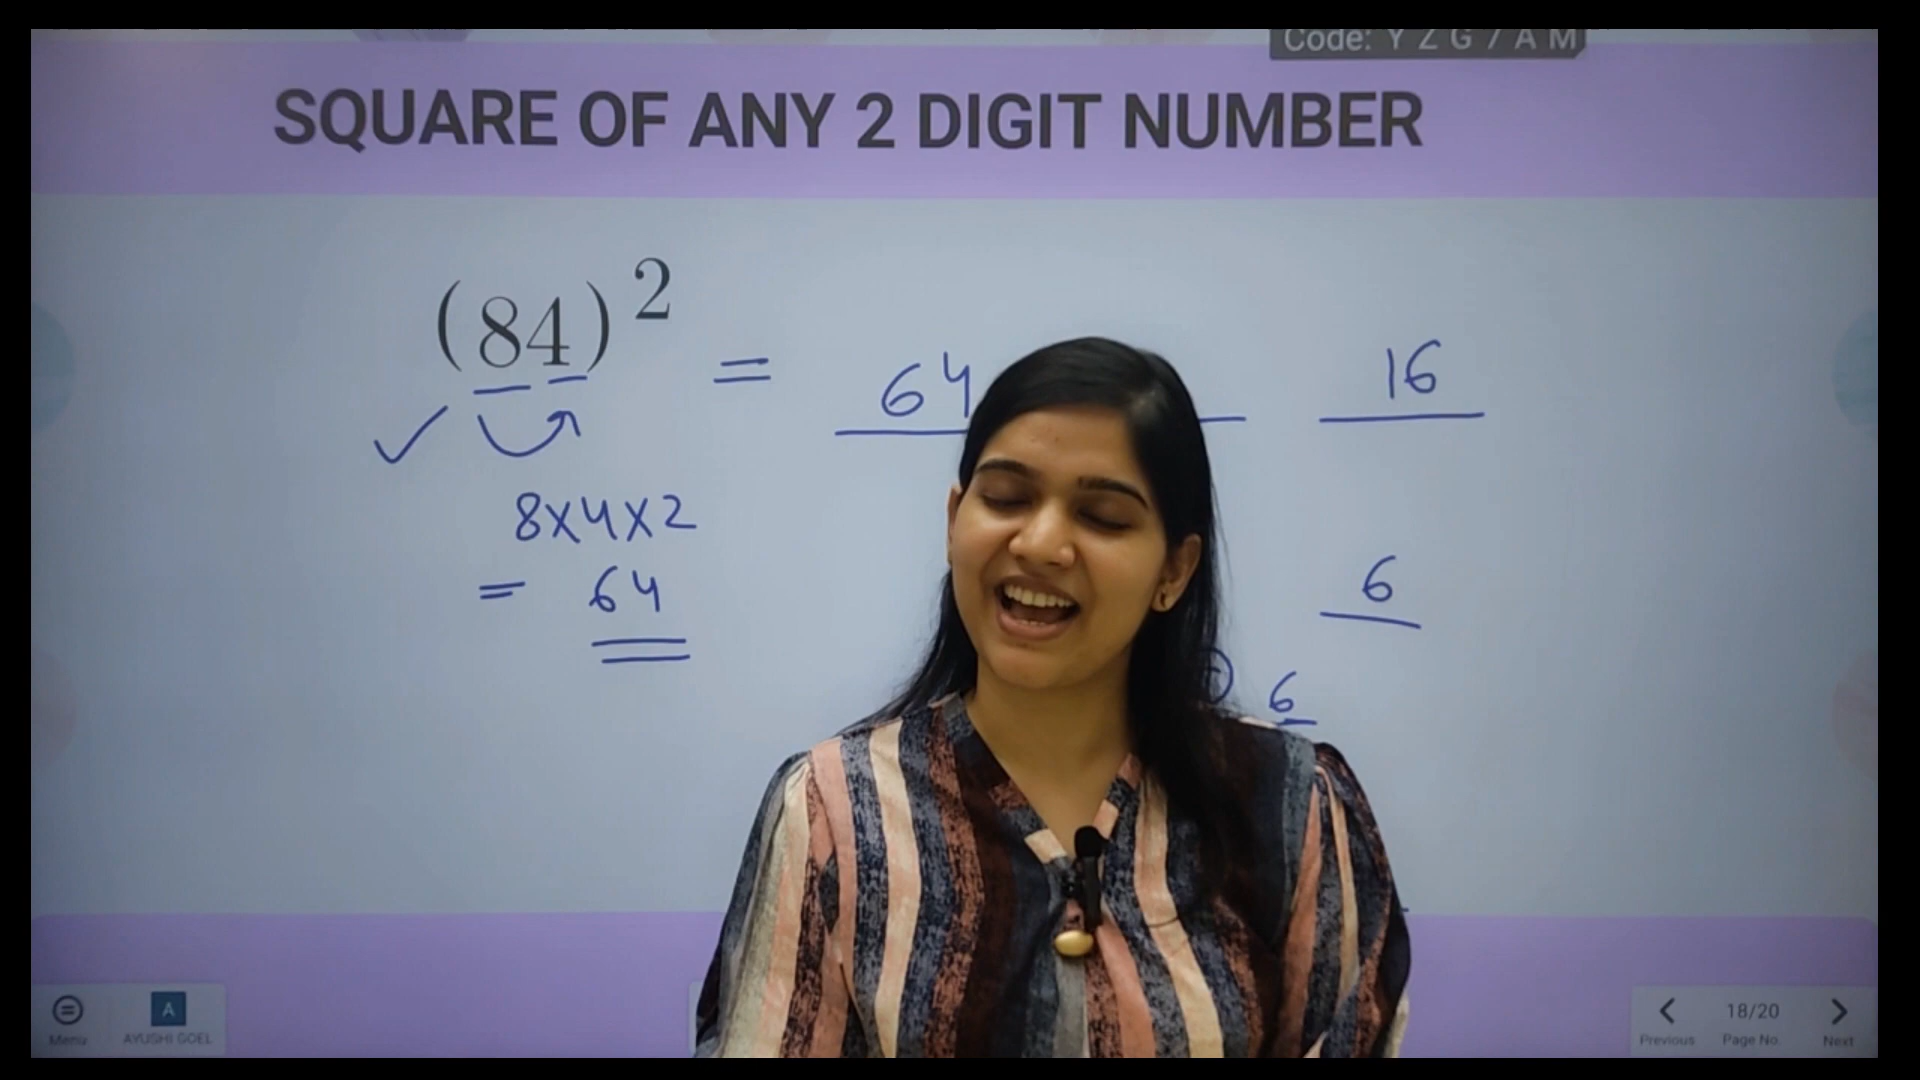 Code: Y Z G 7 A M
SQUARE OF ANY 2 DIGIT NUMBER
(84)2 = 64 16
8x4x2
= 64
6
6
Menu
A
AYUSHI GOEL
Previous
18/20
Page No.
Next